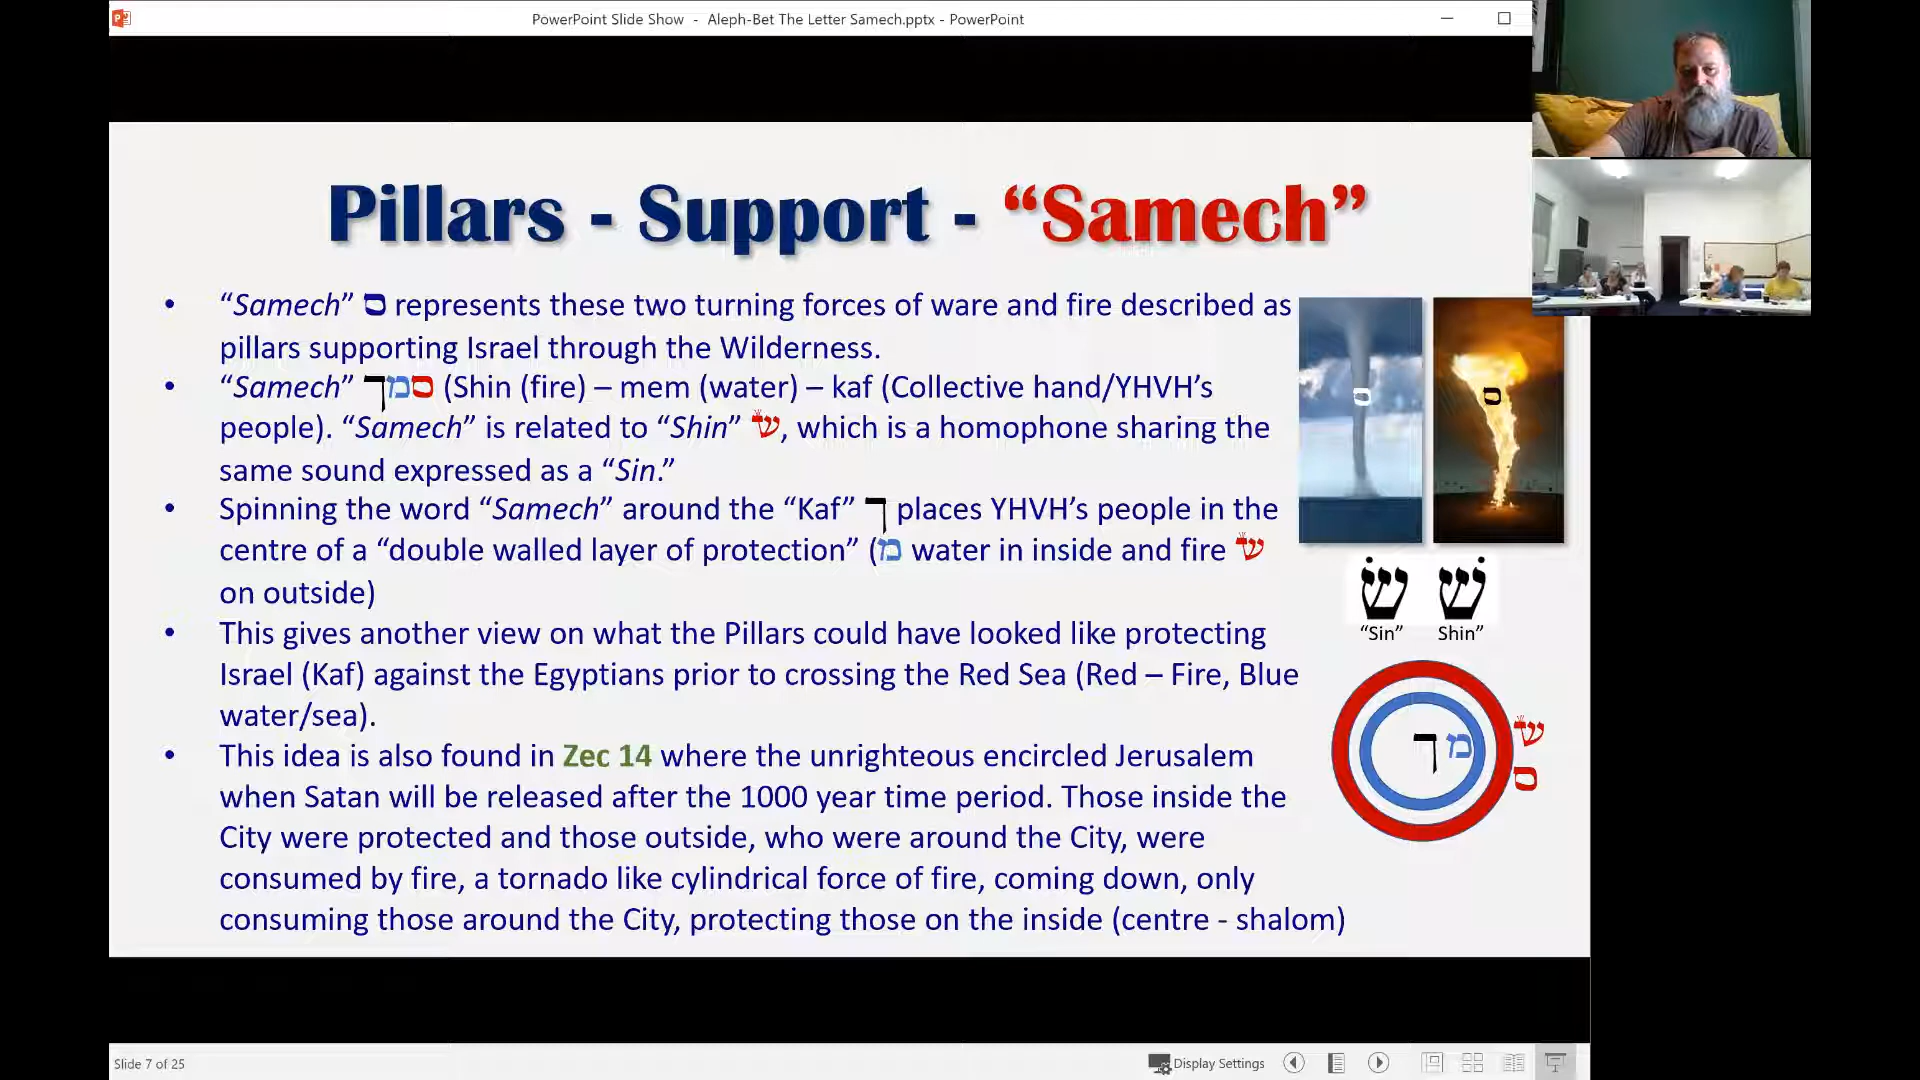 PowerPoint Slide Show - Aleph-Bet The Letter Samech.pptx - PowerPoint
Pillars - Support - “Samech”
• “Samech” ס represents these two turning forces of ware and fire described as
pillars supporting Israel through the Wilderness.
• “Samech” סמך (Shin (fire) – mem (water) – kaf (Collective hand/YHVH’s
people). “Samech” is related to “Shin” שׂ, which is a homophone sharing the
same sound expressed as a “Sin.”
• Spinning the word “Samech” around the “Kaf” ך places YHVH’s people in the
centre of a “double walled layer of protection” (מ water in inside and fire שׂ
on outside)
• This gives another view on what the Pillars could have looked like protecting
Israel (Kaf) against the Egyptians prior to crossing the Red Sea (Red – Fire, Blue
water/sea).
• This idea is also found in Zec 14 where the unrighteous encircled Jerusalem
when Satan will be released after the 1000 year time period. Those inside the
City were protected and those outside, who were around the City, were
consumed by fire, a tornado like cylindrical force of fire, coming down, only
consuming those around the City, protecting those on the inside (centre - shalom)
ס ס
שׂ שׁ
“Sin” Shin”
מך שׂ
ס
Slide 7 of 25
Display Settings